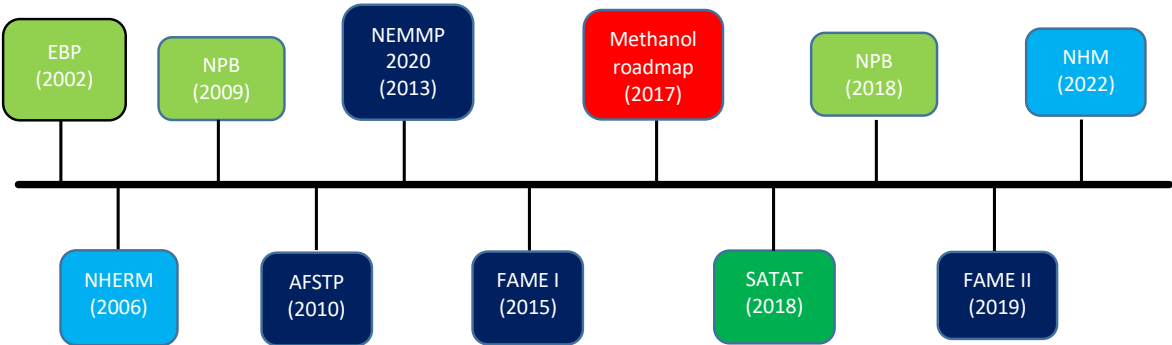 EBP
(2002)
NPB
(2009)
NEMMP
2020
(2013)
Methanol
roadmap
(2017)
NPB
(2018)
NHM
(2022)
NHERM
(2006)
AFSTP
(2010)
FAME I
(2015)
SATAT
(2018)
FAME II
(2019)